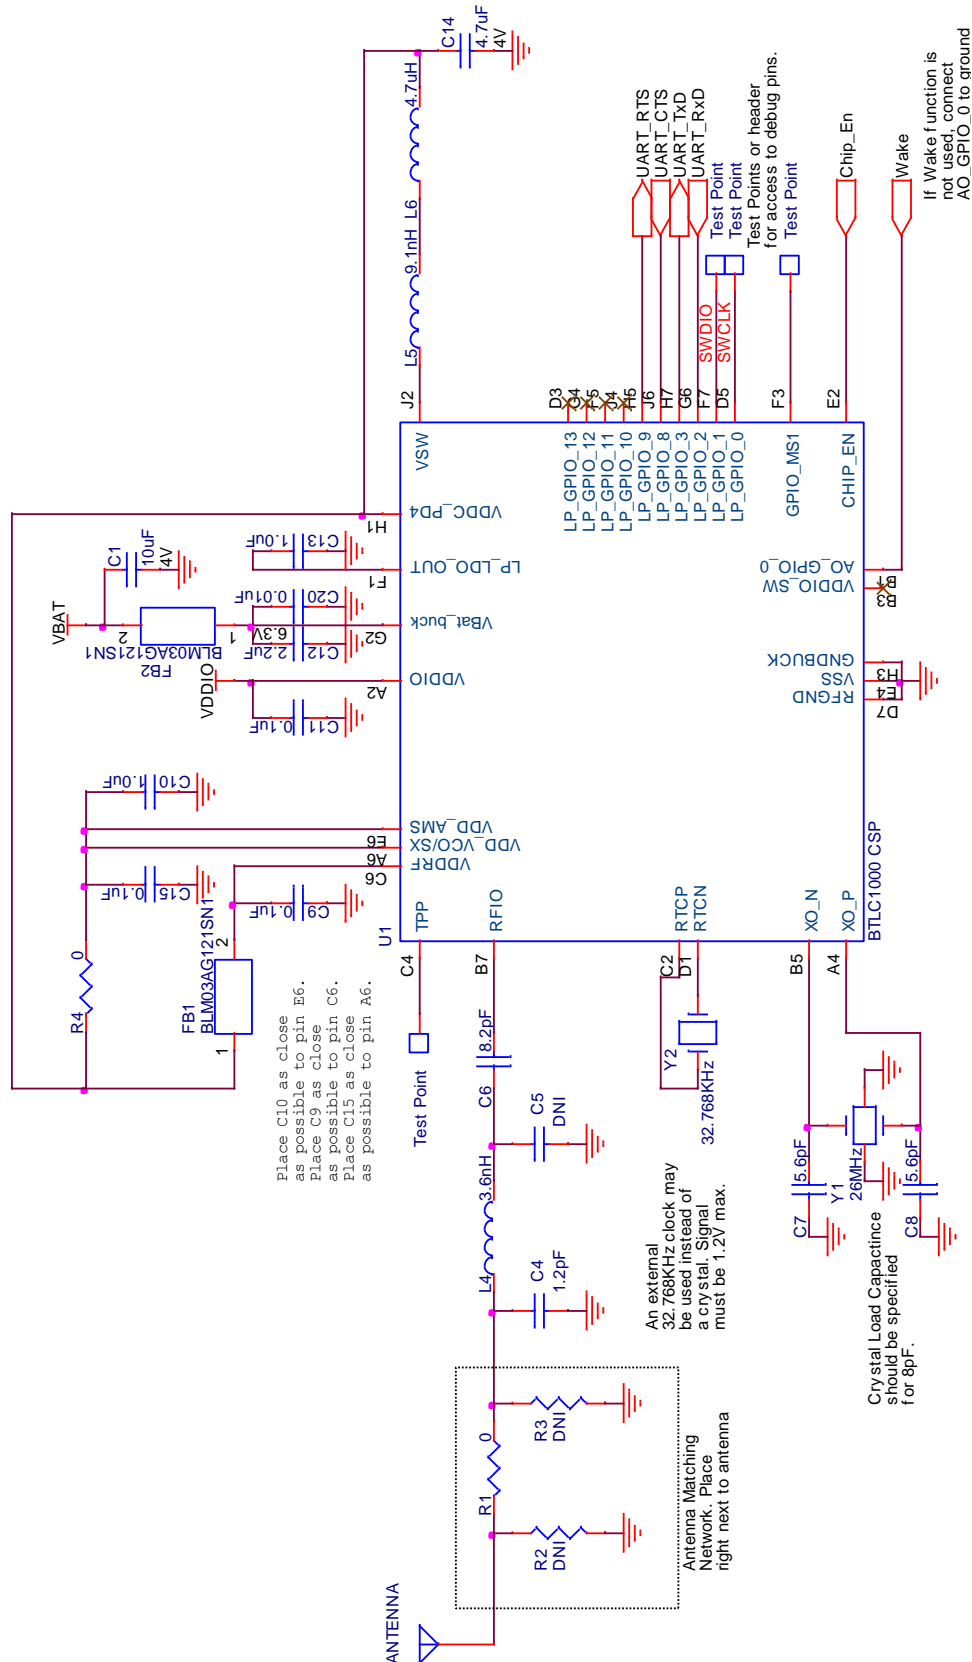 VBAT
2
1
BLM03AG121SN1
FB2
C1
10uF
4V
VDDIO
C14
4.7uF
4V
4.7uH
L6
9.1nH
L5
J2
VSW
H1
VDDC_PD4
1.0uF
C13
F1
LP_LDO_OUT
0.01uF
C20
6.3V
2.2uF
C12
G2
VBat_buck
A2
VDDIO
0.1uF
C11
1.0uF
C10
0.1uF
C15
0.1uF
C9
E6
VDD_AMS
A6
VDD_VCO/SX
C6
VDDRF
R4
0
FB1
BLM03AG121SN1
1
2
Place C10 as close
as possible to pin E6.
Place C9 as close
as possible to pin C6.
Place C15 as close
as possible to pin A6.
U1
C4
TPP
Test Point
B7
RFIO
8.2pF
C6
C5
DNI
3.6nH
L4
C4
1.2pF
R3
DNI
0
R1
R2
DNI
ANTENNA
Antenna Matching
Network. Place
right next to antenna
C2
RTCP
D1
RTCN
Y2
32.768KHz
An external
32.768KHz clock may
be used instead of
a crystal. Signal
must be 1.2V max.
B5
XO_N
A4
XO_P
5.6pF
C7
Y1
26MHz
5.6pF
C8
Crystal Load Capactince
should be specified
for 8pF.
BTLC1000 CSP
D3
LP_GPIO_13
G4
LP_GPIO_12
F5
LP_GPIO_11
J4
LP_GPIO_10
H5
LP_GPIO_9
J6
LP_GPIO_8
H7
LP_GPIO_3
G6
LP_GPIO_2
F7
LP_GPIO_1
D5
LP_GPIO_0
UART_RTS
UART_CTS
UART_TxD
UART_RxD
SWDIO
Test Point
SWCLK
Test Point
Test Points or header
for access to debug pins.
F3
GPIO_MS1
Test Point
E2
CHIP_EN
Chip_En
B1
AO_GPIO_0
Wake
B3
VDDIO_SW
H3
GNDBUCK
E4
VSS
D7
RFGND
If Wake function is
not used, connect
AO_GPIO_0 to ground